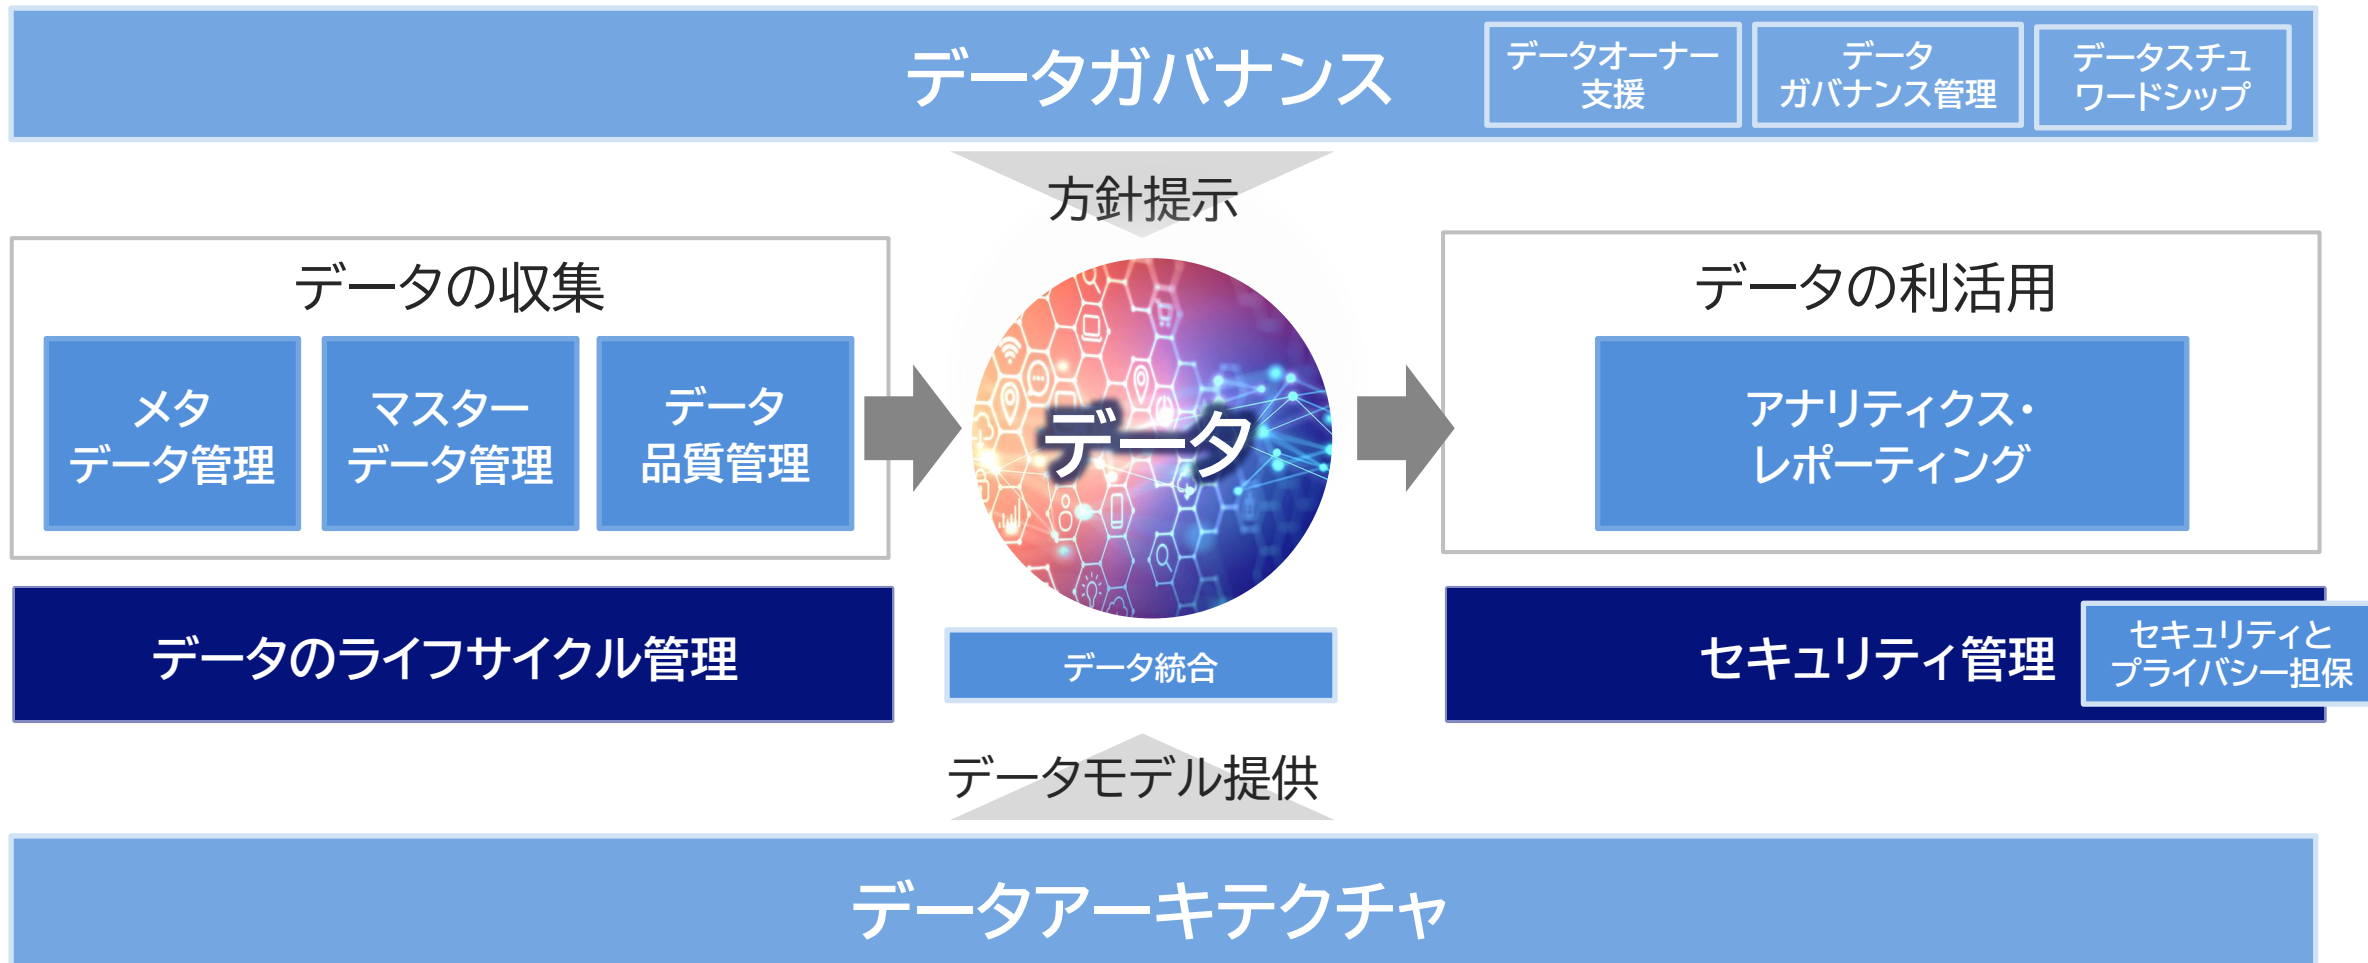 データガバナンス
データオーナー
支援
データ
ガバナンス管理
データスチュ
ワードシップ
方針提示
データの収集
メタ
データ管理
マスター
データ管理
データ
品質管理
データ
データの利活用
アナリティクス・
レポーティング
データのライフサイクル管理
データ統合
セキュリティ管理
セキュリティと
プライバシー担保
データモデル提供
データアーキテクチャ